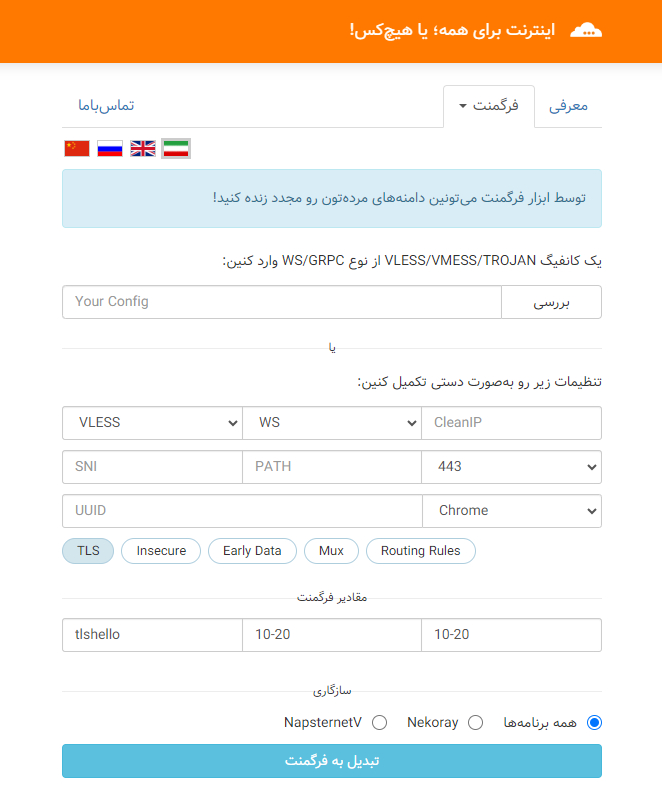 اینترنت برای همه؛ یا هیچ‌کس!
معرفی
فرگمنت
تماس‌باما
توسط ابزار فرگمنت می‌تونین دامنه‌های مرده‌تون رو مجدد زنده کنید!
یک کانفیگ VLESS/VMESS/TROJAN از نوع WS/GRPC وارد کنین:
Your Config
بررسی
یا
تنظیمات زیر رو به‌صورت دستی تکمیل کنین:
VLESS WS CleanIP
SNI PATH 443
UUID Chrome
TLS Insecure Early Data Mux Routing Rules
مقادیر فرگمنت
tlshello 10-20 10-20
سازگاری
همه برنامه‌ها Nekoray NapsternetV
تبدیل به فرگمنت